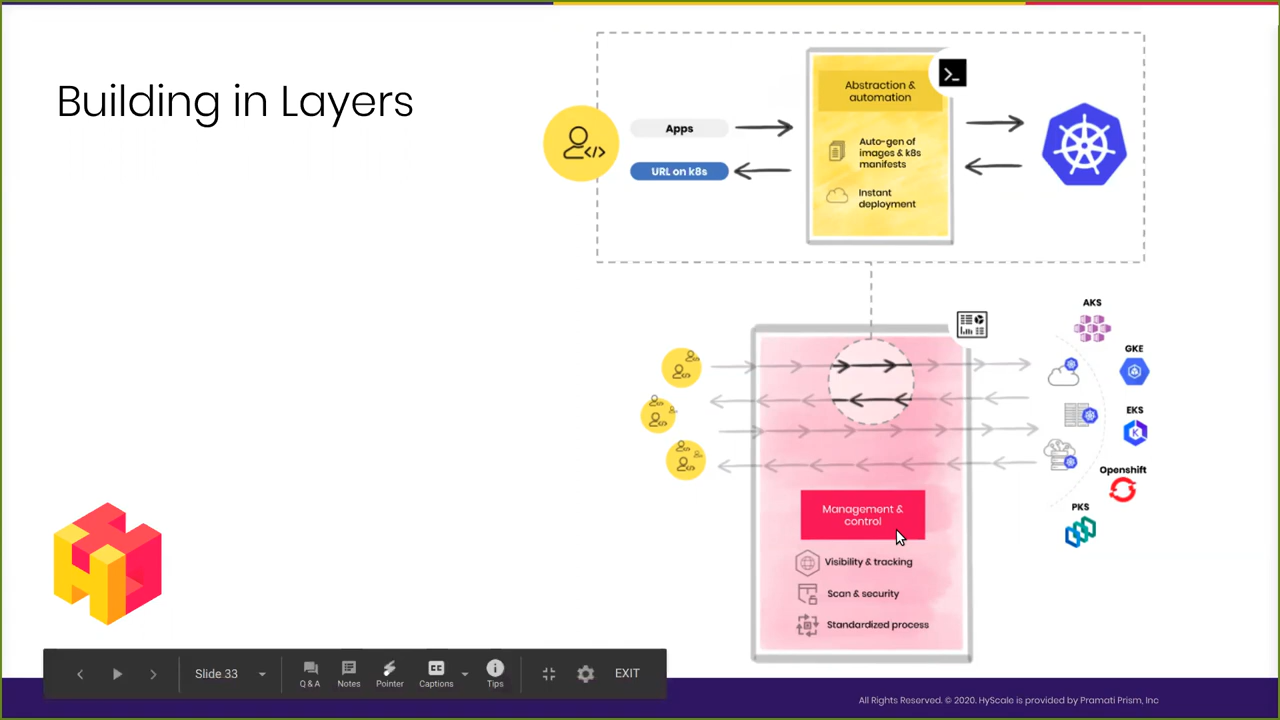 Building in Layers
Abstraction &
automation
>_
Apps
URL on k8s
Auto-gen of
images & k8s
manifests
Instant
deployment
AKS
GKE
EKS
K
Openshift
PKS
Management &
control
Visibility & tracking
Scan & security
Standardized process
Slide 33
Q & A
Notes
Pointer
CC
Captions
Tips
EXIT
All Rights Reserved. © 2020. HyScale is provided by Pramati Prism, Inc